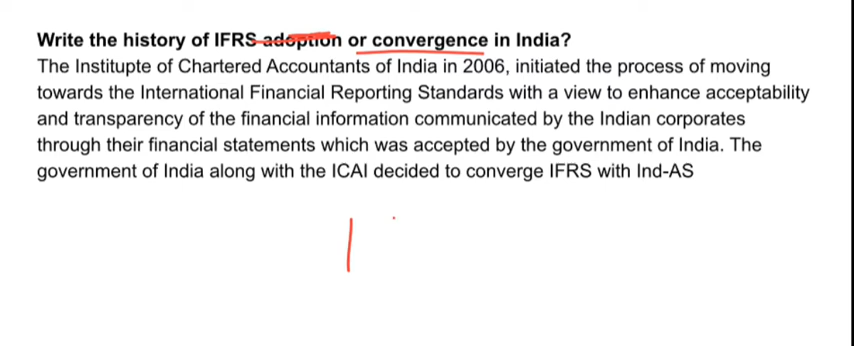 Write the history of IFRS adoption or convergence in India?
The Institupte of Chartered Accountants of India in 2006, initiated the process of moving
towards the International Financial Reporting Standards with a view to enhance acceptability
and transparency of the financial information communicated by the Indian corporates
through their financial statements which was accepted by the government of India. The
government of India along with the ICAI decided to converge IFRS with Ind-AS